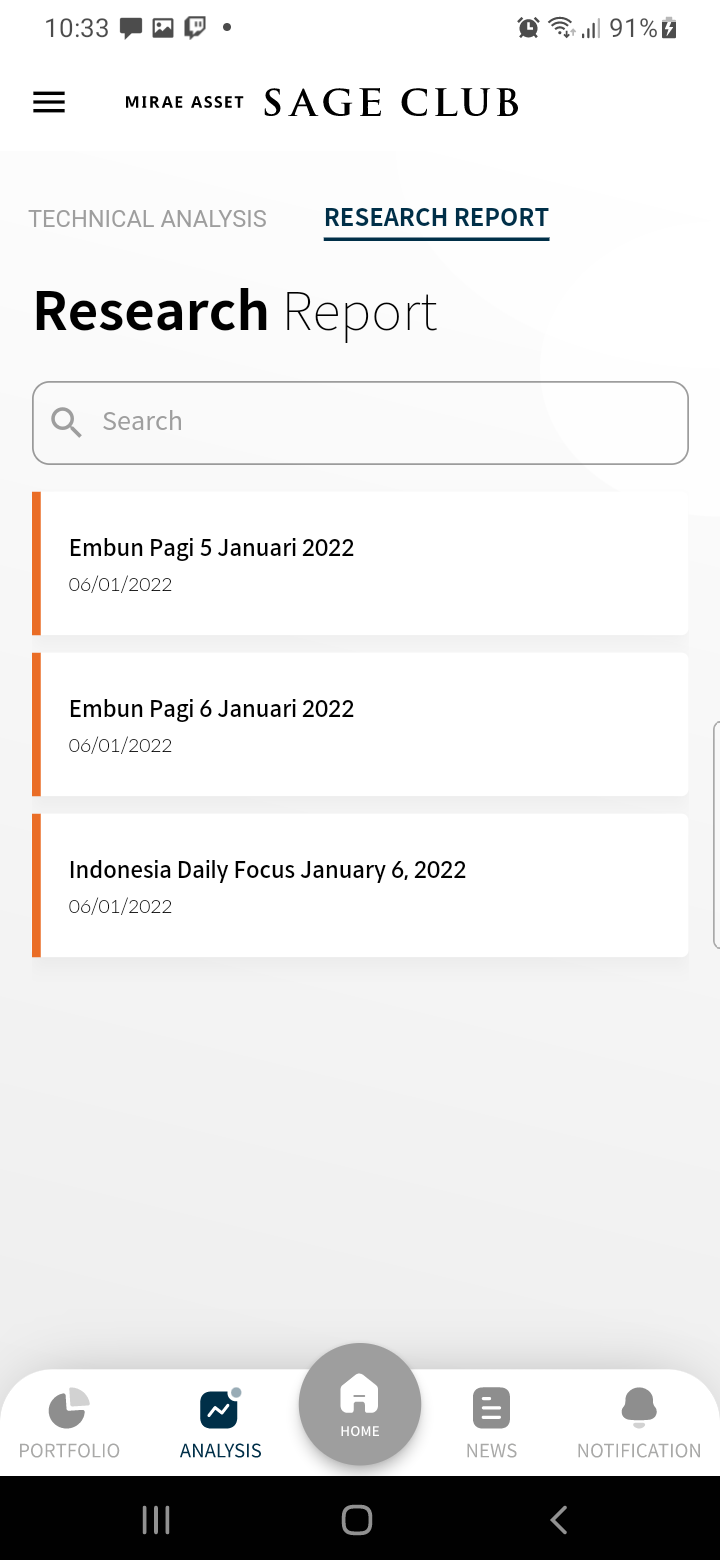 10:33 91%
MIRAE ASSET SAGE CLUB
TECHNICAL ANALYSIS RESEARCH REPORT
Research Report
Search
Embun Pagi 5 Januari 2022
06/01/2022
Embun Pagi 6 Januari 2022
06/01/2022
Indonesia Daily Focus January 6, 2022
06/01/2022
PORTFOLIO ANALYSIS HOME NEWS NOTIFICATION